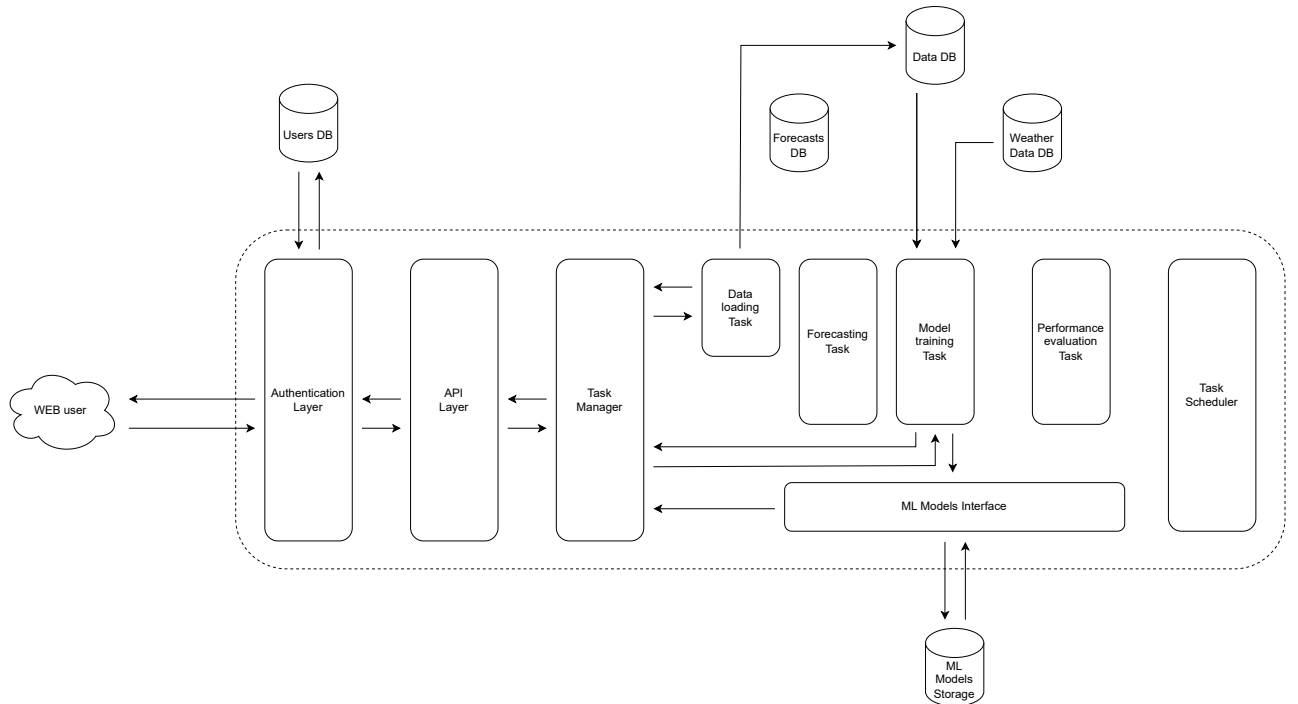 Data DB
Users DB
Forecasts
DB
Weather
Data DB
WEB user
Authentication
Layer
API
Layer
Task
Manager
Data
loading
Task
Forecasting
Task
Model
training
Task
Performance
evaluation
Task
Task
Scheduler
ML Models Interface
ML
Models
Storage